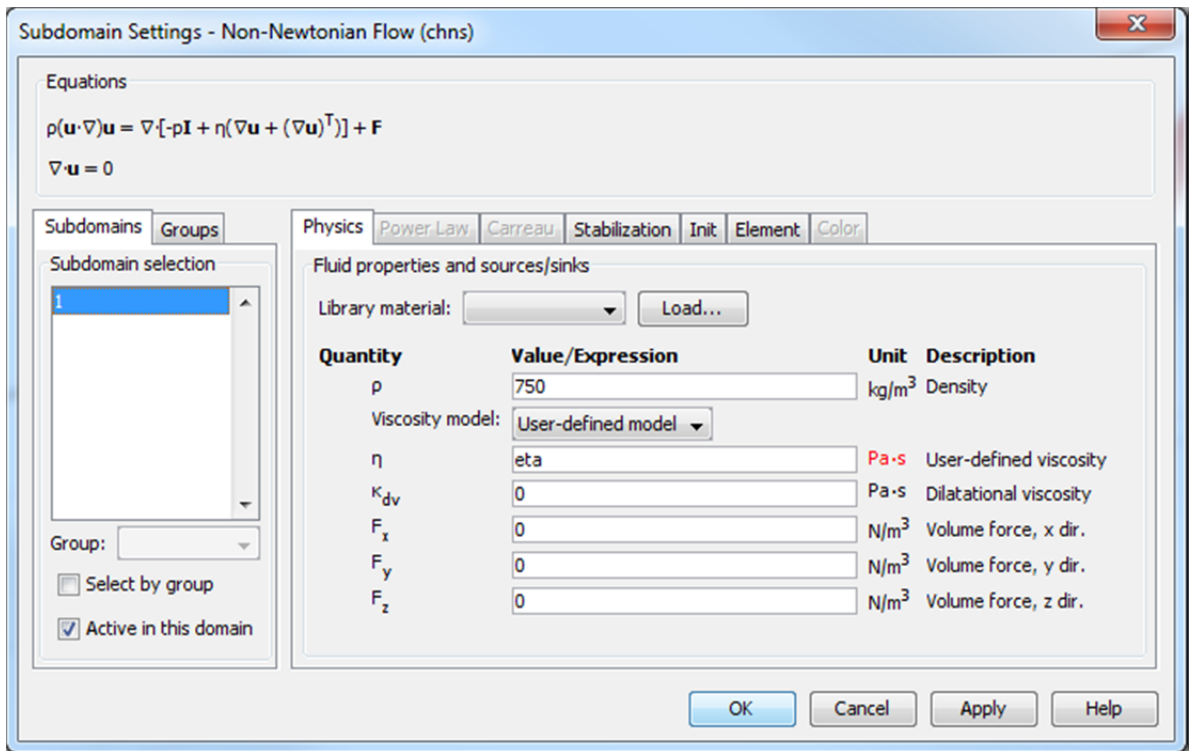 Subdomain Settings - Non-Newtonian Flow (chns)
Equations
ρ(u·∇)u = ∇·[-pI + η(∇u + (∇u)ᵀ)] + F
∇·u = 0
Subdomains Groups
Physics Power Law Carreau Stabilization Init Element Color
Subdomain selection
1
Group:
Select by group
Active in this domain
Fluid properties and sources/sinks
Library material: Load...
Quantity Value/Expression Unit Description
ρ 750 kg/m³ Density
Viscosity model: User-defined model
η eta Pa·s User-defined viscosity
κdv 0 Pa·s Dilatational viscosity
Fx 0 N/m³ Volume force, x dir.
Fy 0 N/m³ Volume force, y dir.
Fz 0 N/m³ Volume force, z dir.
OK Cancel Apply Help